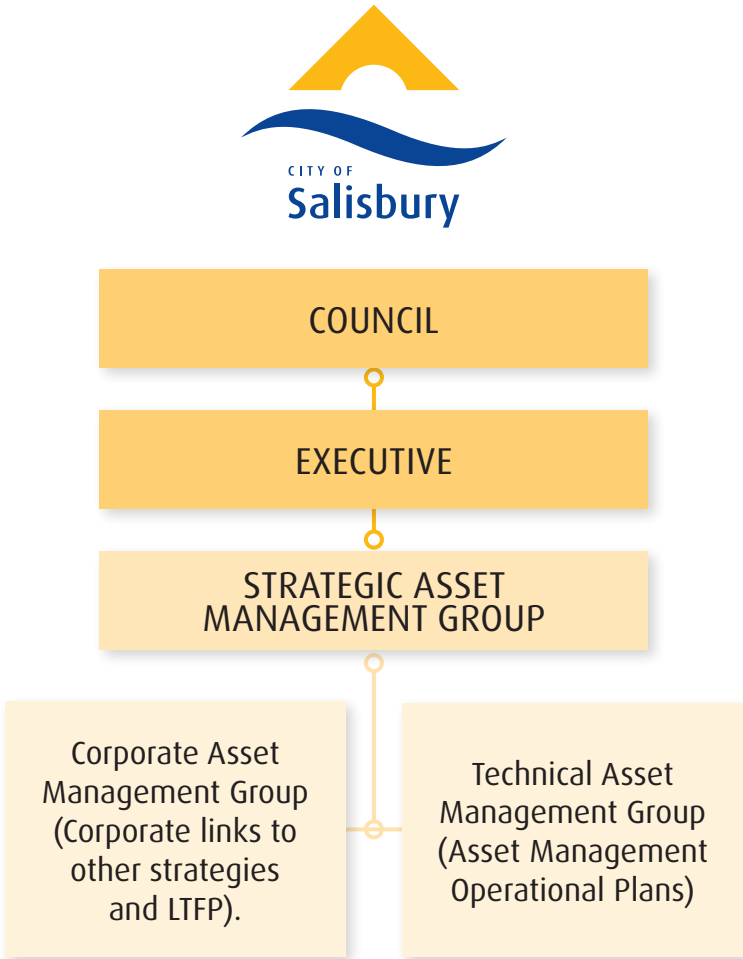 CITY OF
Salisbury
COUNCIL
EXECUTIVE
STRATEGIC ASSET
MANAGEMENT GROUP
Corporate Asset
Management Group
(Corporate links to
other strategies
and LTFP).
Technical Asset
Management Group
(Asset Management
Operational Plans)